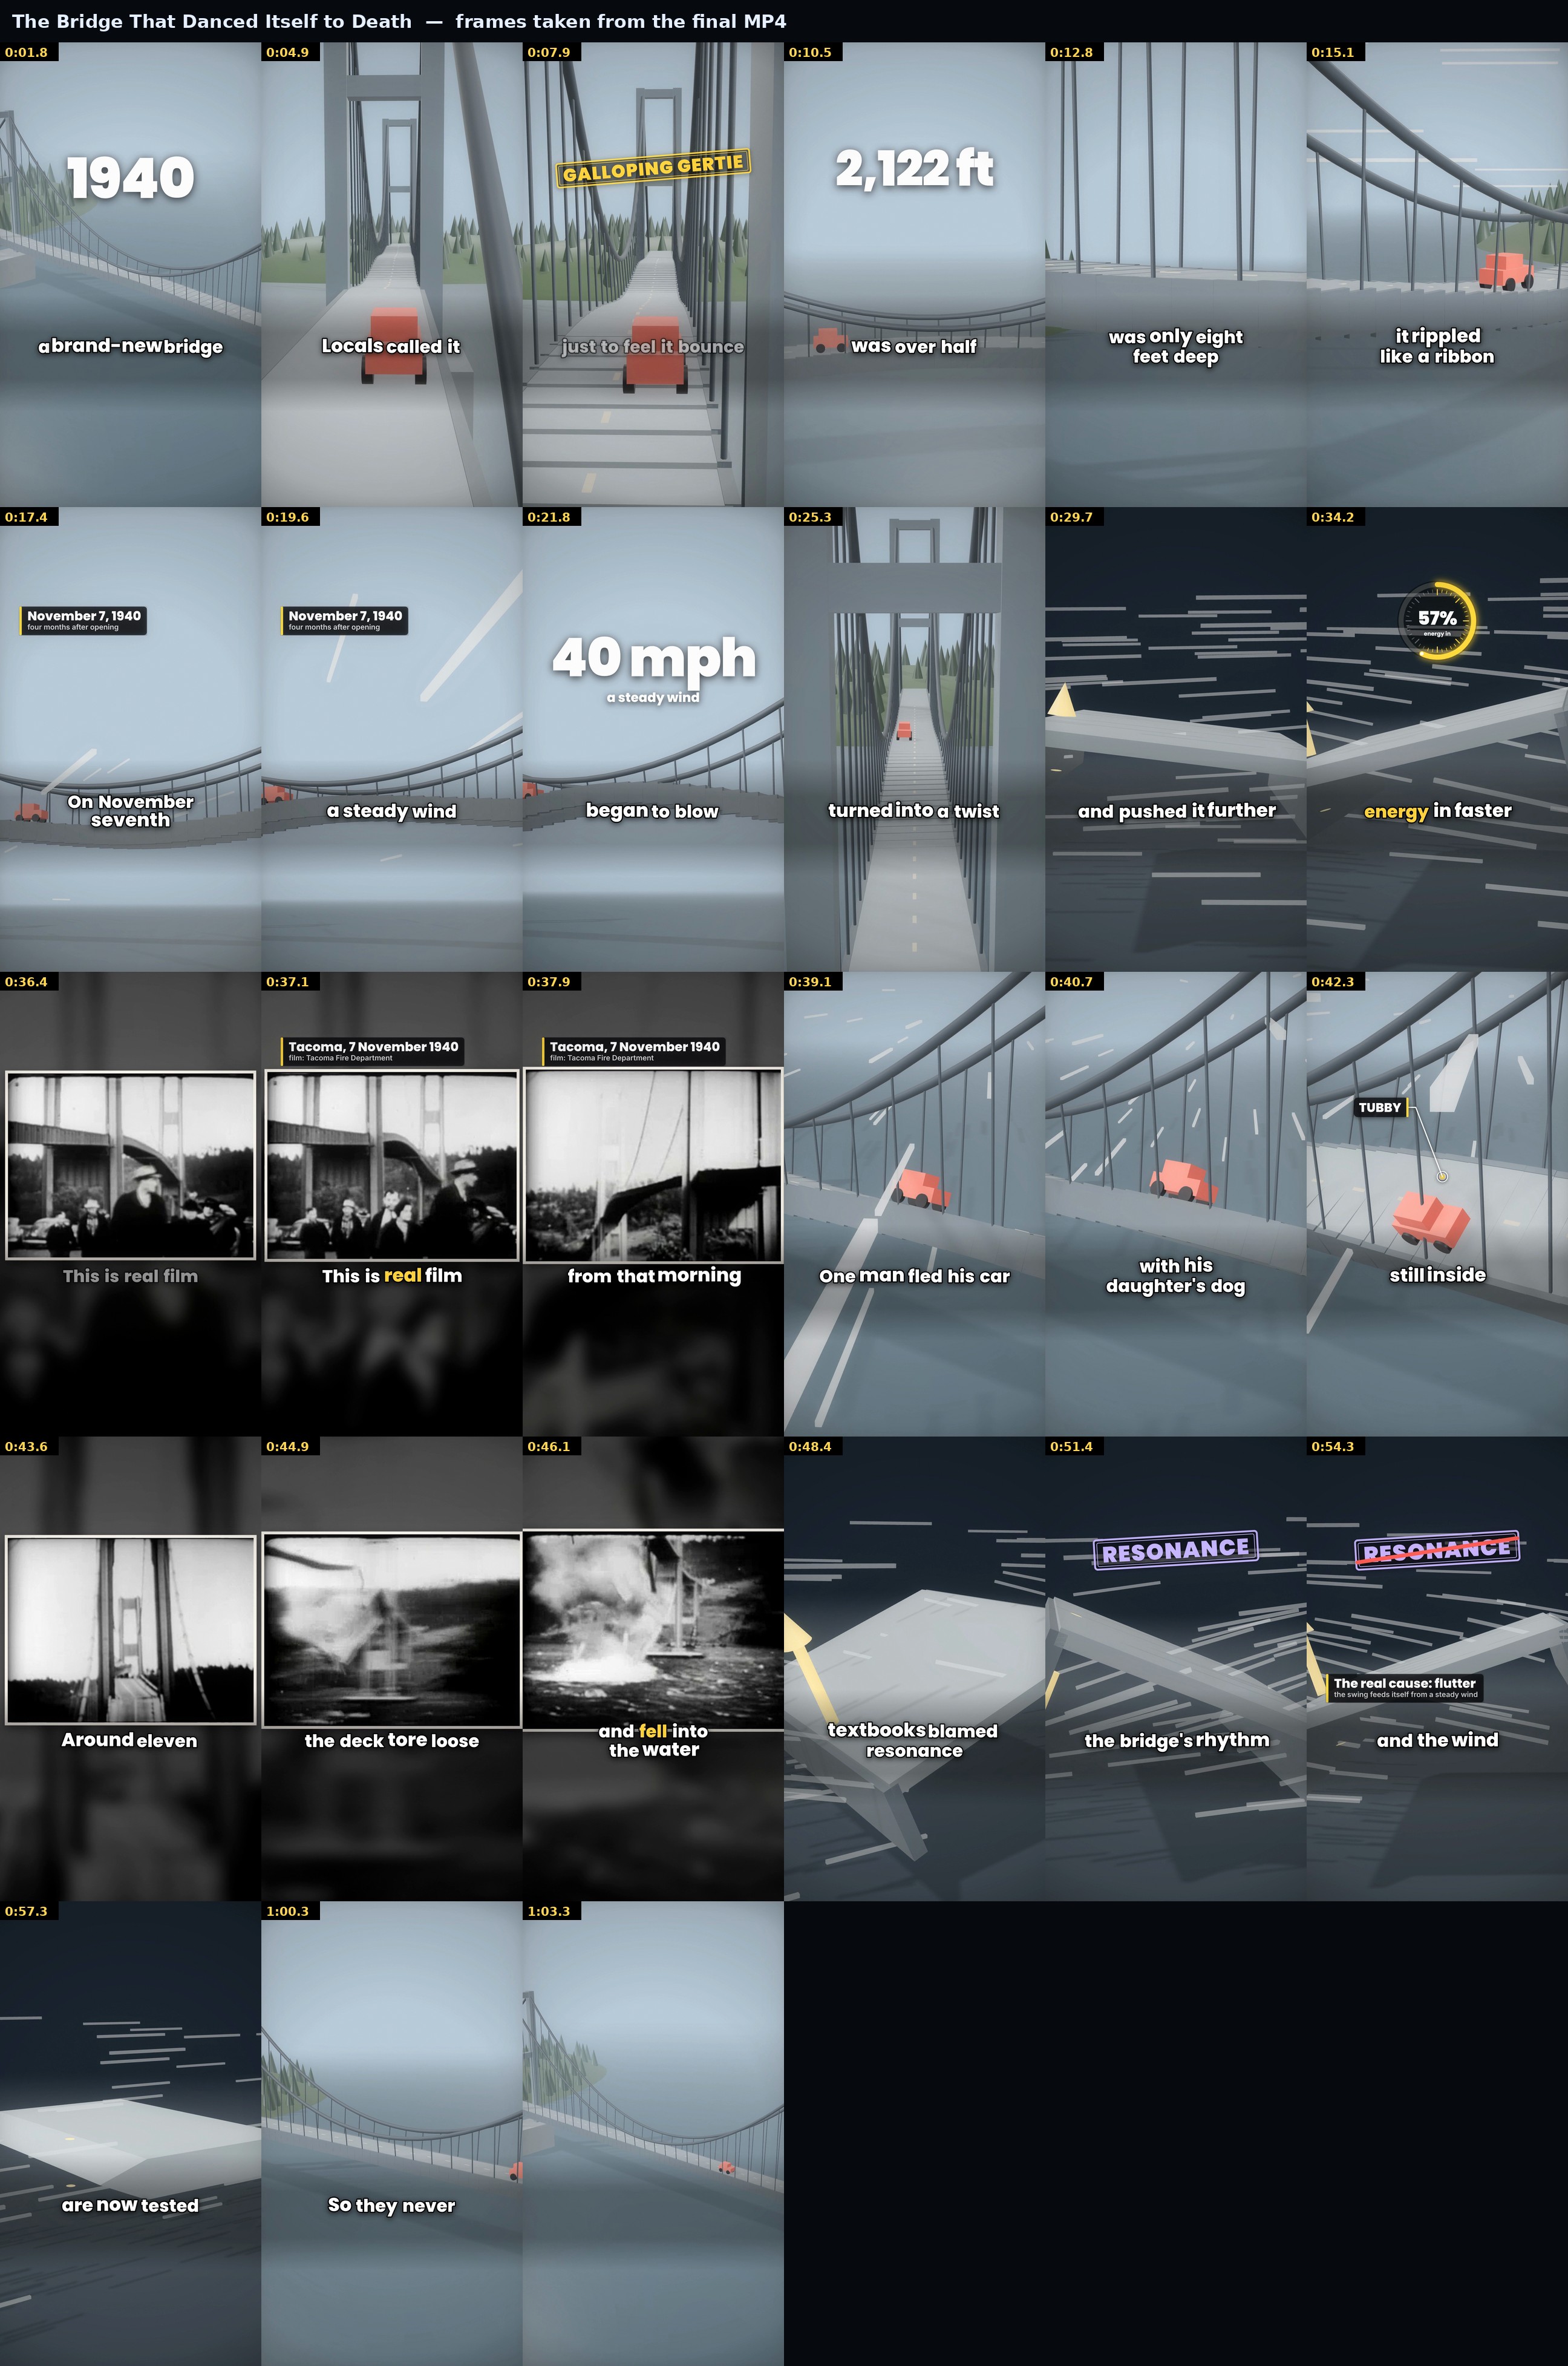 The Bridge That Danced Itself to Death — frames taken from the final MP4
0:01.8
1940
a brand-new bridge
0:04.9
Locals called it
0:07.9
GALLOPING GERTIE
just to feel it bounce
0:10.5
2,122 ft
was over half
0:12.8
was only eight
feet deep
0:15.1
it rippled
like a ribbon
0:17.4
November 7, 1940
four months after opening
On November
seventh
0:19.6
November 7, 1940
four months after opening
a steady wind
0:21.8
40 mph
a steady wind
began to blow
0:25.3
turned into a twist
0:29.7
and pushed it further
0:34.2
57%
energy in
energy in faster
0:36.4
This is real film
0:37.1
Tacoma, 7 November 1940
film: Tacoma Fire Department
This is real film
0:37.9
Tacoma, 7 November 1940
film: Tacoma Fire Department
from that morning
0:39.1
One man fled his car
0:40.7
with his
daughter's dog
0:42.3
TUBBY
still inside
0:43.6
Around eleven
0:44.9
the deck tore loose
0:46.1
and fell into
the water
0:48.4
textbooks blamed
resonance
0:51.4
RESONANCE
the bridge's rhythm
0:54.3
RESONANCE
The real cause: flutter
the swing feeds itself from a steady wind
and the wind
0:57.3
are now tested
1:00.3
So they never
1:03.3